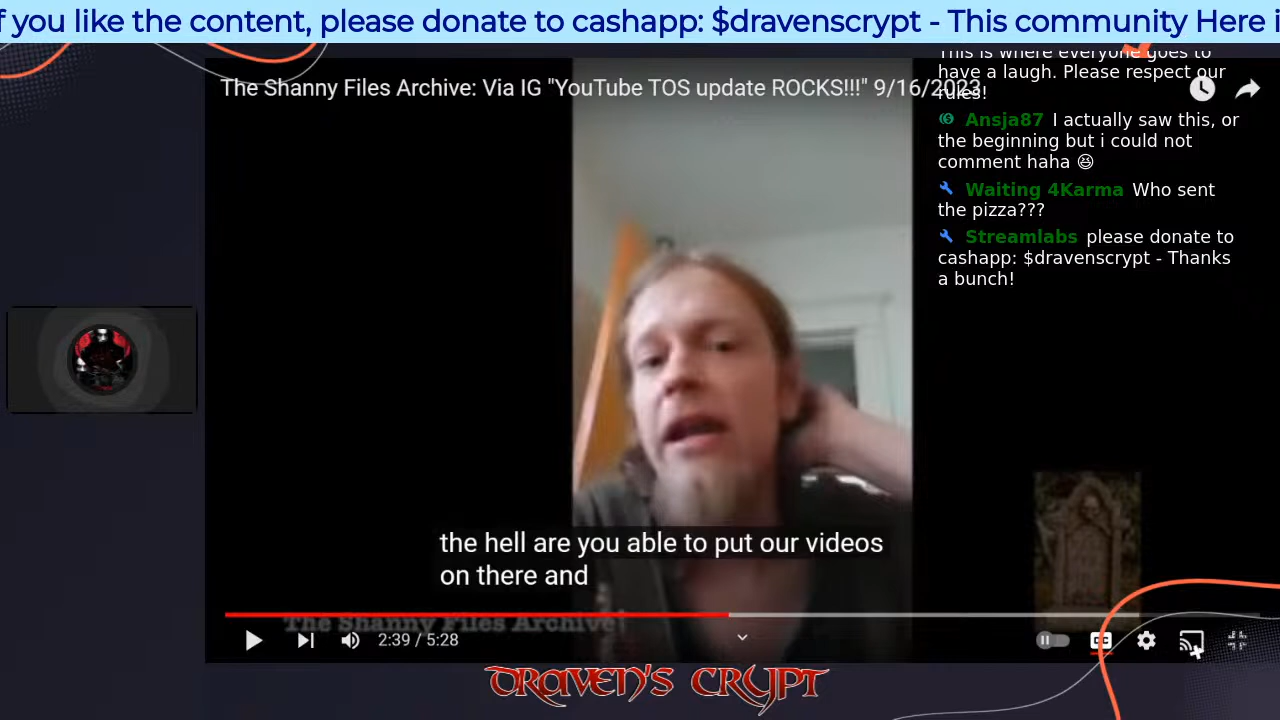 f you like the content, please donate to cashapp: $dravenscrypt - This community Here i
The Shanny Files Archive: Via IG "YouTube TOS update ROCKS!!!" 9/16/2023
This is where everyone goes to
have a laugh. Please respect our
rules!
Ansja87 I actually saw this, or
the beginning but i could not
comment haha 😆
Waiting 4Karma Who sent
the pizza???
Streamlabs please donate to
cashapp: $dravenscrypt - Thanks
a bunch!
the hell are you able to put our videos
on there and
The Shanny Files Archive!
2:39 / 5:28
CC
DRAVEN'S CRYPT